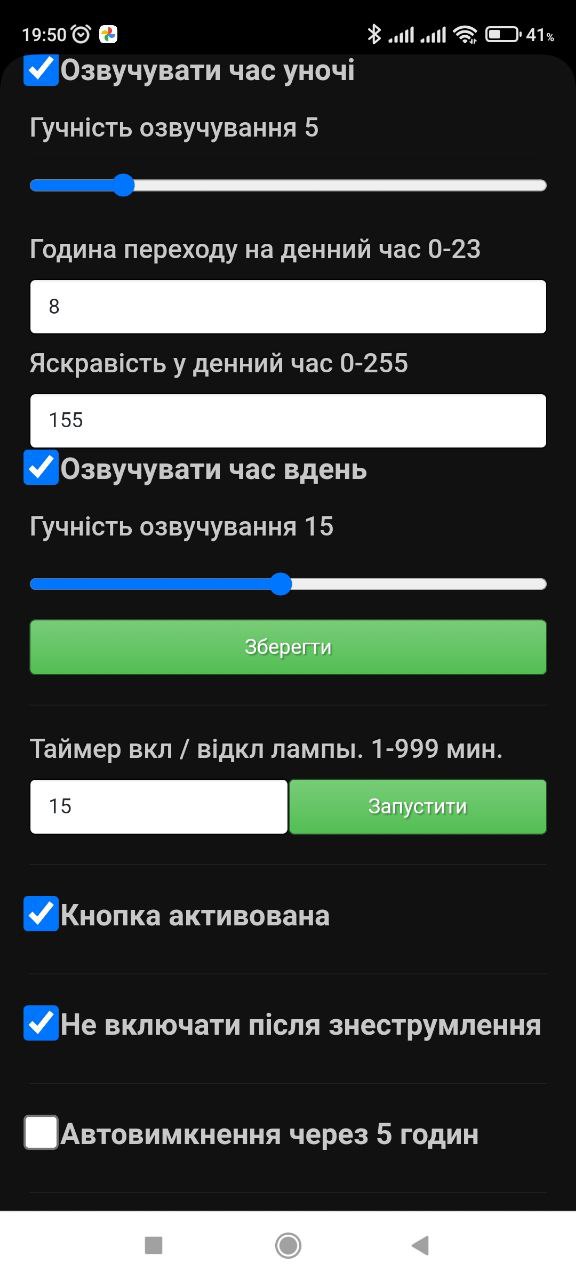 19:50
41%
Озвучувати час уночі
Гучність озвучування 5
Година переходу на денний час 0-23
8
Яскравість у денний час 0-255
155
Озвучувати час вдень
Гучність озвучування 15
Зберегти
Таймер вкл / відкл лампы. 1-999 мин.
15 Запустити
Кнопка активована
Не включати після знеструмлення
Автовимкнення через 5 годин